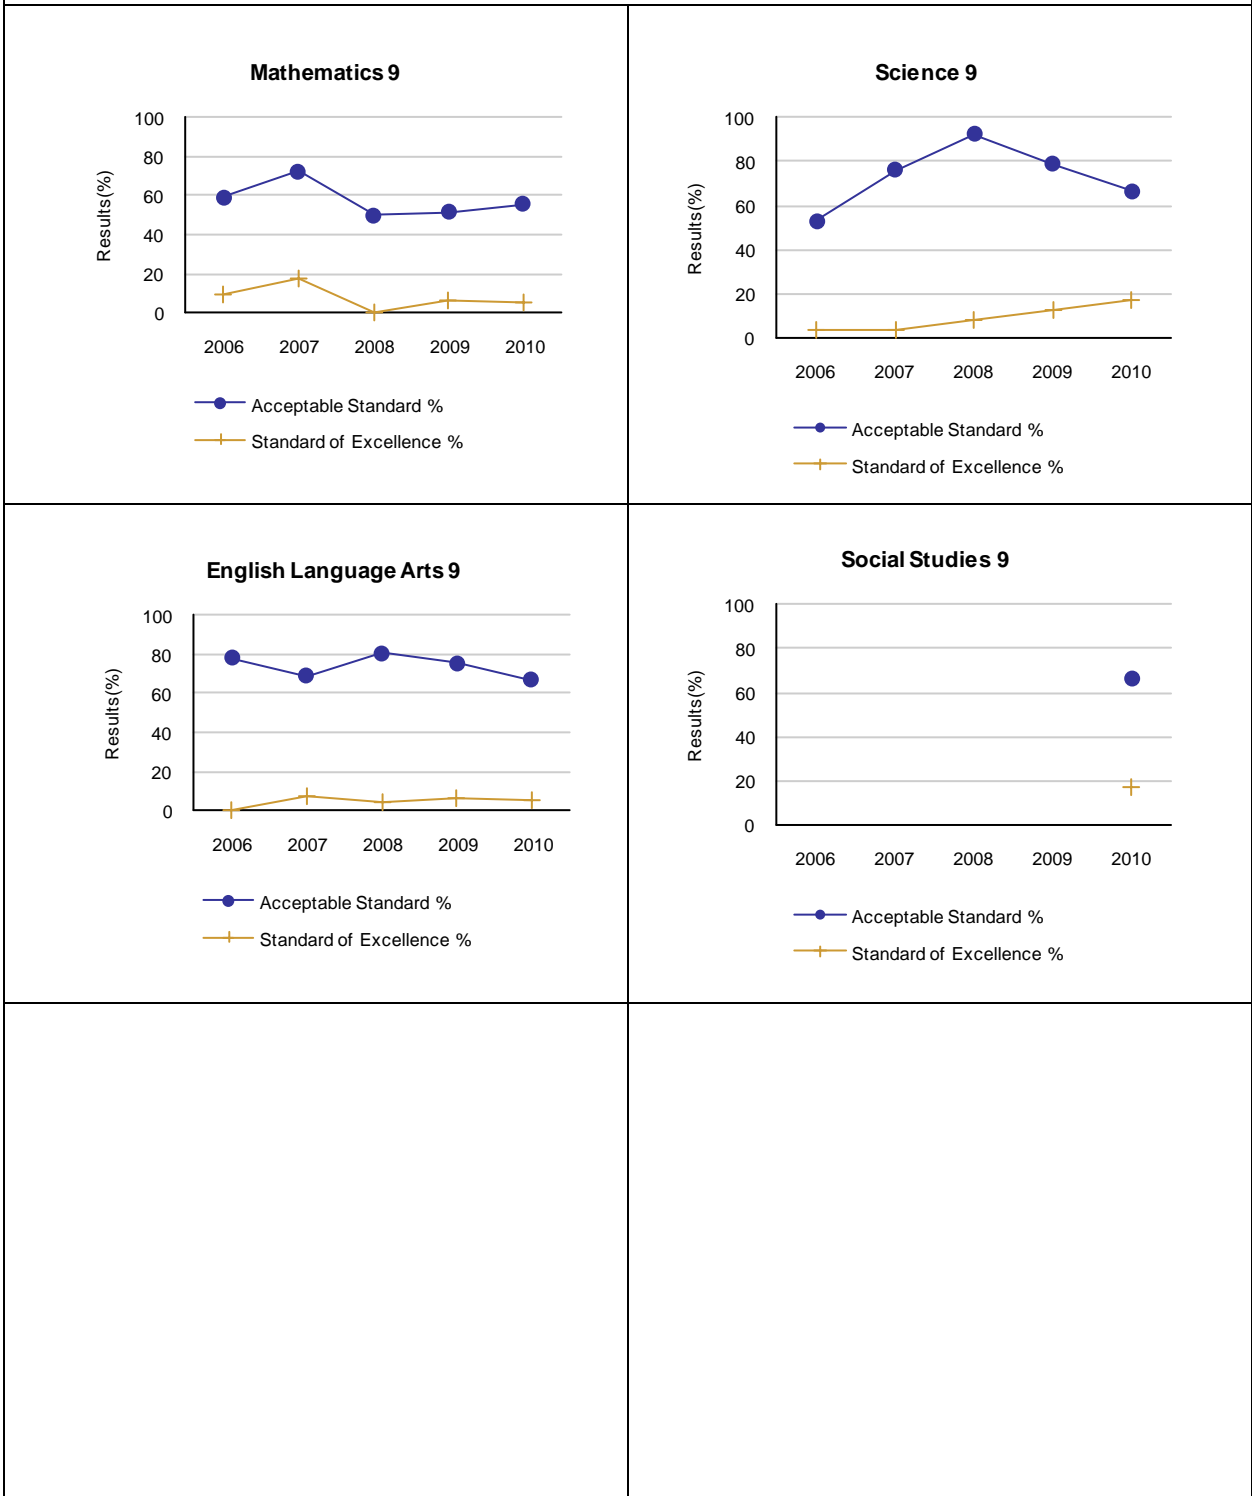 Mathematics 9
100
80
60
40
20
0
Results(%)
2006 2007 2008 2009 2010
Acceptable Standard %
Standard of Excellence %
Science 9
100
80
60
40
20
0
Results(%)
2006 2007 2008 2009 2010
Acceptable Standard %
Standard of Excellence %
English Language Arts 9
100
80
60
40
20
0
Results(%)
2006 2007 2008 2009 2010
Acceptable Standard %
Standard of Excellence %
Social Studies 9
100
80
60
40
20
0
Results(%)
2006 2007 2008 2009 2010
Acceptable Standard %
Standard of Excellence %